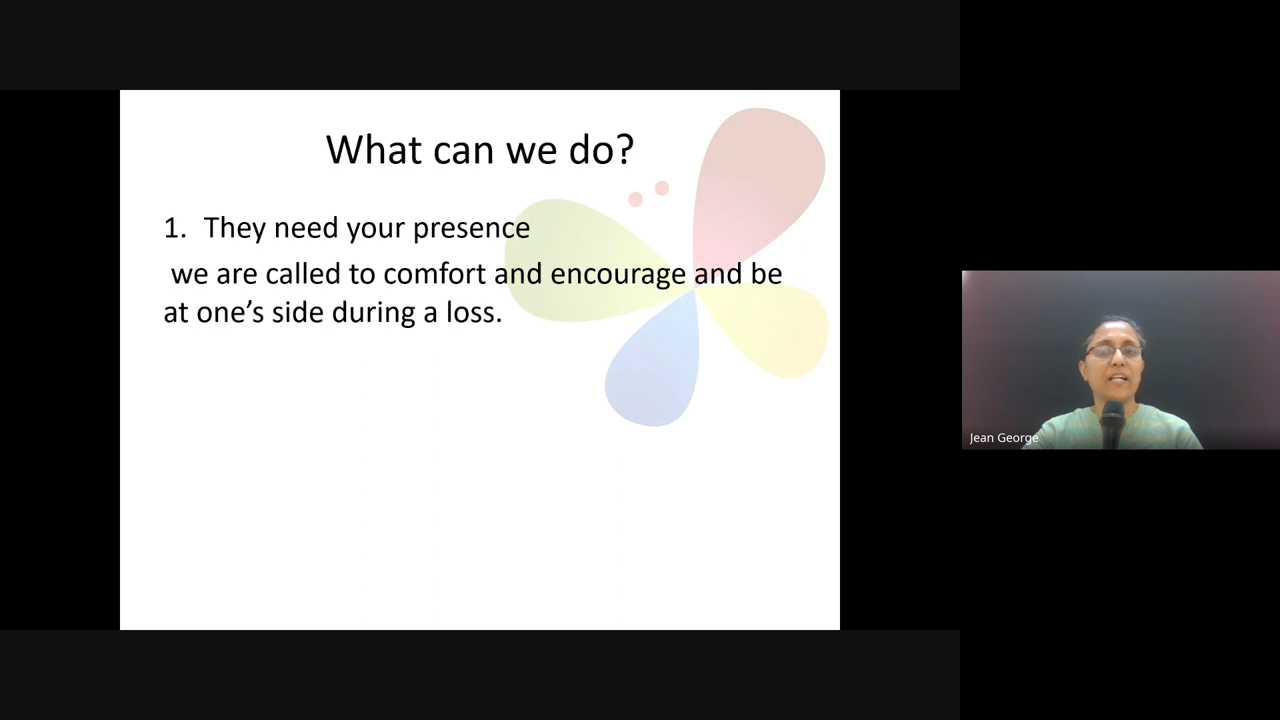 What can we do?
1. They need your presence
we are called to comfort and encourage and be
at one’s side during a loss.
Jean George